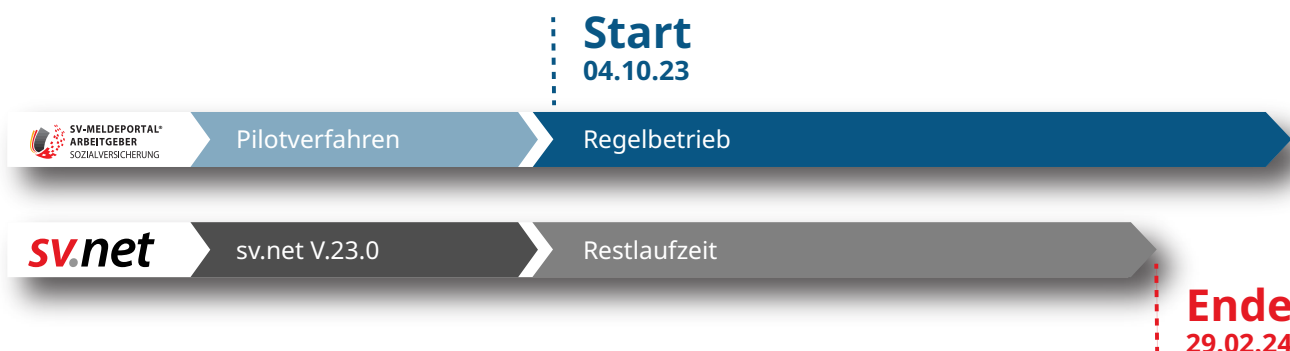 Start
04.10.23
SV-MELDEPORTAL®
ARBEITGEBER
SOZIALVERSICHERUNG
Pilotverfahren
Regelbetrieb
sv.net
sv.net V.23.0
Restlaufzeit
Ende
29.02.24